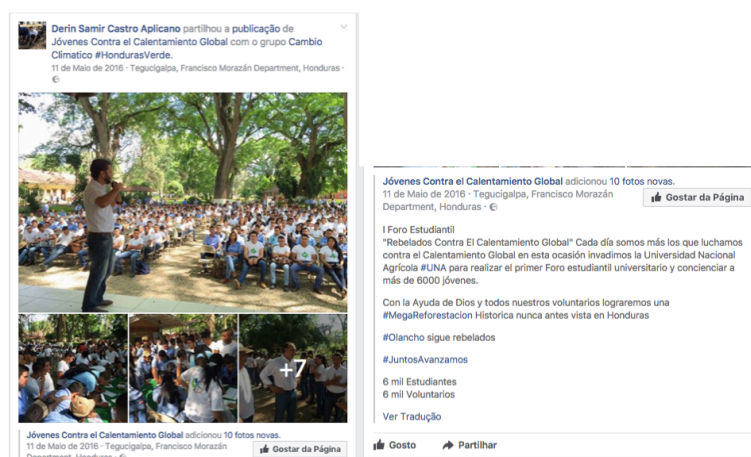 Derin Samir Castro Aplicano partilhou a publicação de
Jóvenes Contra el Calentamiento Global com o grupo Cambio
Climatico #HondurasVerde.
11 de Maio de 2016 · Tegucigalpa, Francisco Morazán Department, Honduras ·
+7
Jóvenes Contra el Calentamiento Global adicionou 10 fotos novas.
11 de Maio de 2016 · Tegucigalpa, Francisco Morazán
Department, Honduras ·
Gostar da Página
Jóvenes Contra el Calentamiento Global adicionou 10 fotos novas.
11 de Maio de 2016 · Tegucigalpa, Francisco Morazán
Department, Honduras ·
Gostar da Página
I Foro Estudiantil
"Rebelados Contra El Calentamiento Global" Cada día somos más los que luchamos
contra el Calentamiento Global en esta ocasión invadimos la Universidad Nacional
Agrícola #UNA para realizar el primer Foro estudiantil universitario y concienciar a
más de 6000 jóvenes.
Con la Ayuda de Dios y todos nuestros voluntarios lograremos una
#MegaReforestacion Historica nunca antes vista en Honduras
#Olancho sigue rebelados
#JuntosAvanzamos
6 mil Estudiantes
6 mil Voluntarios
Ver Tradução
Gosto
Partilhar